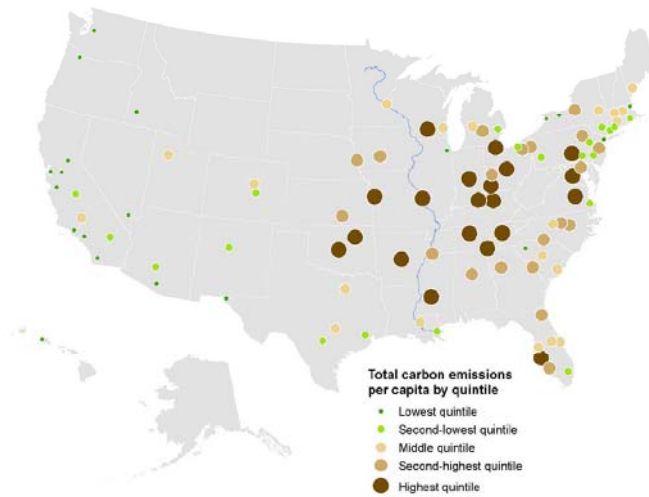 Total carbon emissions
per capita by quintile
Lowest quintile
Second-lowest quintile
Middle quintile
Second-highest quintile
Highest quintile